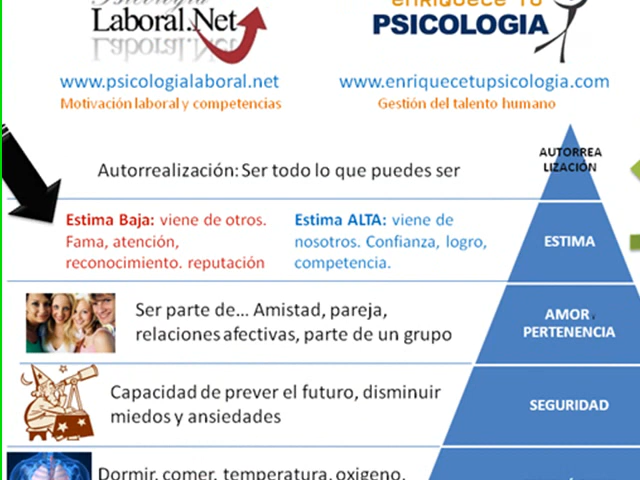 Laboral.Net
ENRIQUECE TU
PSICOLOGIA
www.psicologialaboral.net
www.enriquecetupsicologia.com
Motivación laboral y competencias
Gestión del talento humano
AUTORREA
LIZACIÓN
Autorrealización: Ser todo lo que puedes ser
Estima Baja: viene de otros.
Fama, atención,
reconocimiento. reputación
Estima ALTA: viene de
nosotros. Confianza, logro,
competencia.
ESTIMA
Ser parte de... Amistad, pareja,
relaciones afectivas, parte de un grupo
AMOR
PERTENENCIA
Capacidad de prever el futuro, disminuir
miedos y ansiedades
SEGURIDAD
Dormir, comer, temperatura, oxigeno,